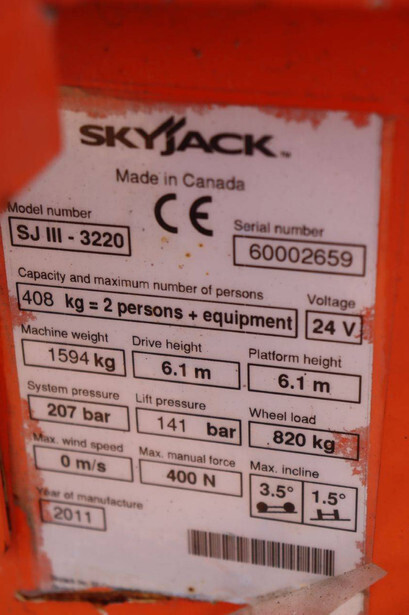 SKYJACK
Made in Canada
CE
Model number
SJ III - 3220
Serial number
60002659
Capacity and maximum number of persons
408 kg = 2 persons + equipment
Voltage
24 V
Machine weight
1594 kg
Drive height
6.1 m
Platform height
6.1 m
System pressure
207 bar
Lift pressure
141 bar
Wheel load
820 kg
Max. wind speed
0 m/s
Max. manual force
400 N
Max. incline
3.5° 1.5°
Year of manufacture
2011